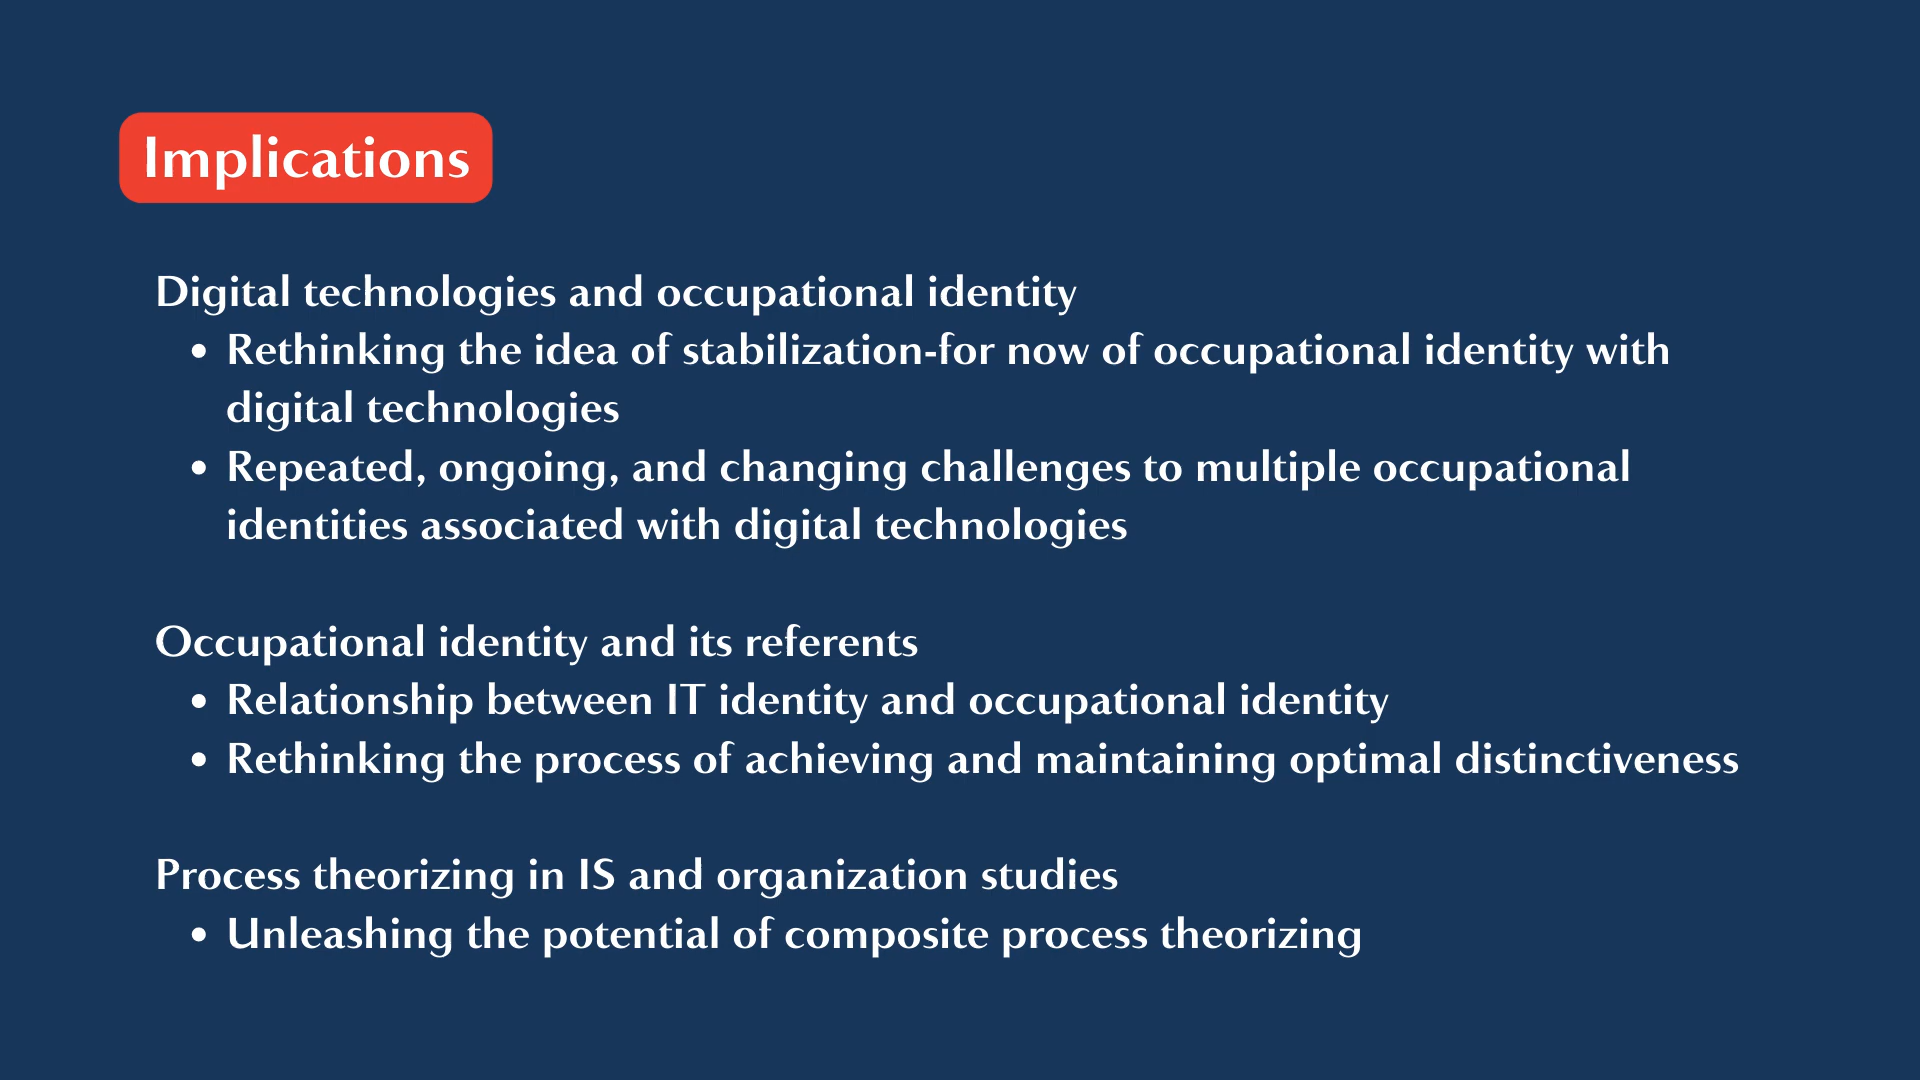 Implications
Digital technologies and occupational identity
• Rethinking the idea of stabilization-for now of occupational identity with
digital technologies
• Repeated, ongoing, and changing challenges to multiple occupational
identities associated with digital technologies
Occupational identity and its referents
• Relationship between IT identity and occupational identity
• Rethinking the process of achieving and maintaining optimal distinctiveness
Process theorizing in IS and organization studies
• Unleashing the potential of composite process theorizing